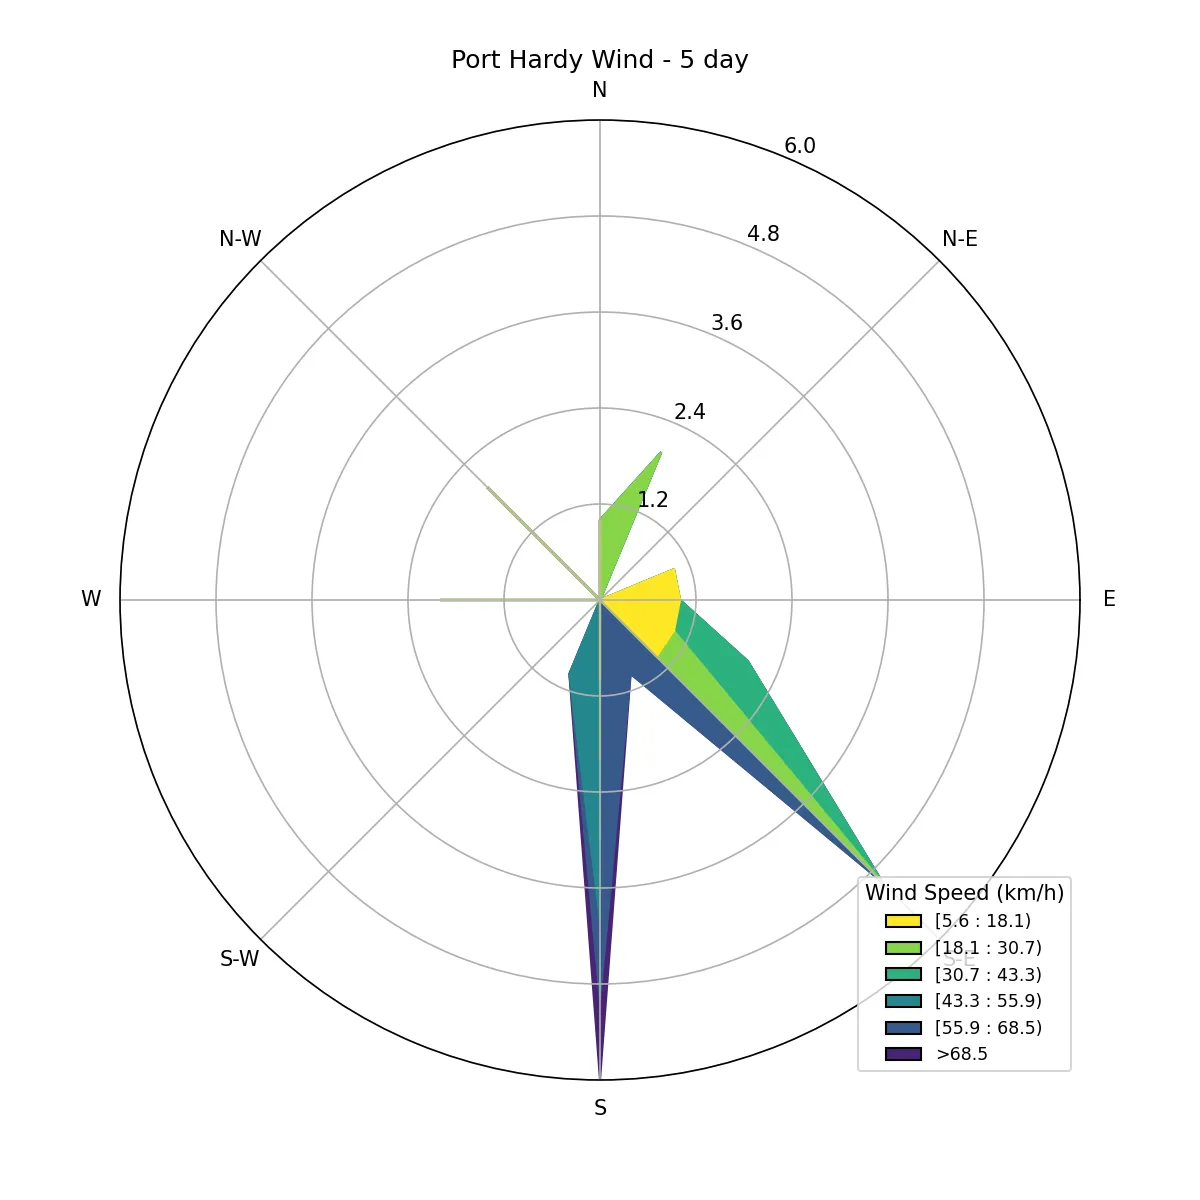 Port Hardy Wind - 5 day
N
6.0
4.8
N-W
N-E
3.6
2.4
1.2
W
E
Wind Speed (km/h)
[5.6 : 18.1)
[18.1 : 30.7)
S-W
S-E
[30.7 : 43.3)
[43.3 : 55.9)
[55.9 : 68.5)
>68.5
S